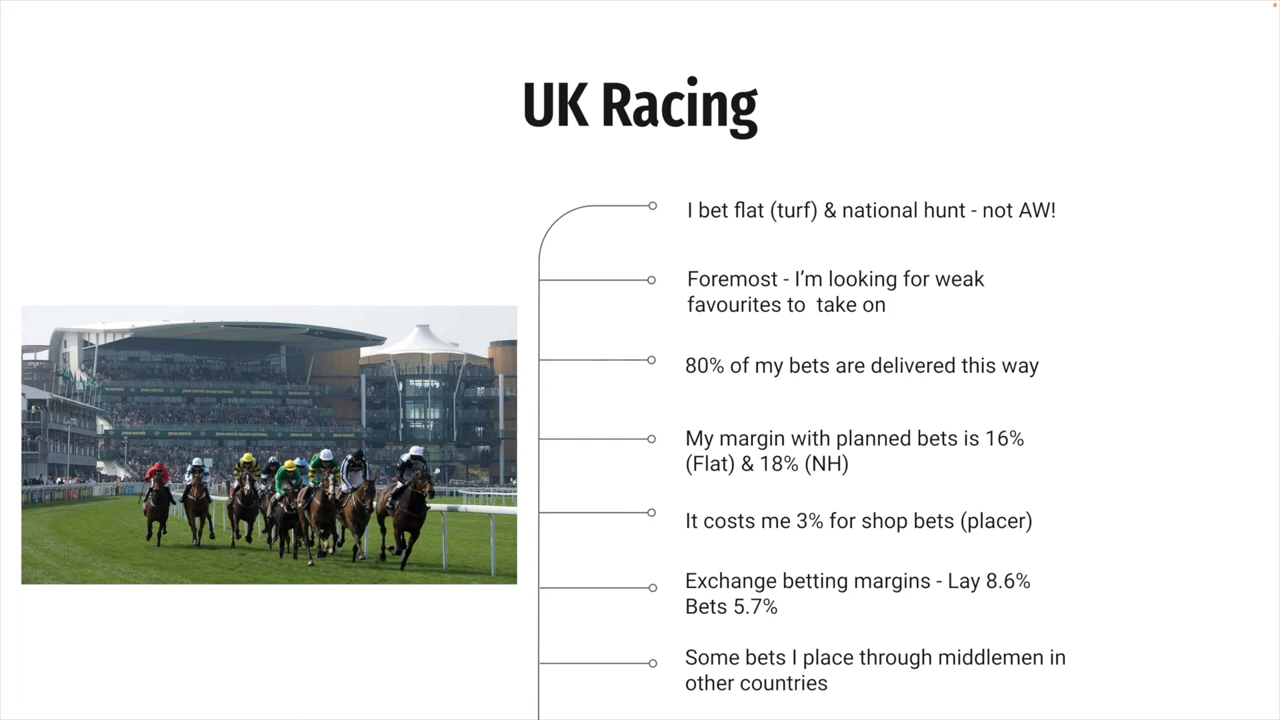 UK Racing
I bet flat (turf) & national hunt - not AW!
Foremost - I'm looking for weak
favourites to  take on
80% of my bets are delivered this way
My margin with planned bets is 16%
(Flat) & 18% (NH)
It costs me 3% for shop bets (placer)
Exchange betting margins - Lay 8.6%
Bets 5.7%
Some bets I place through middlemen in
other countries